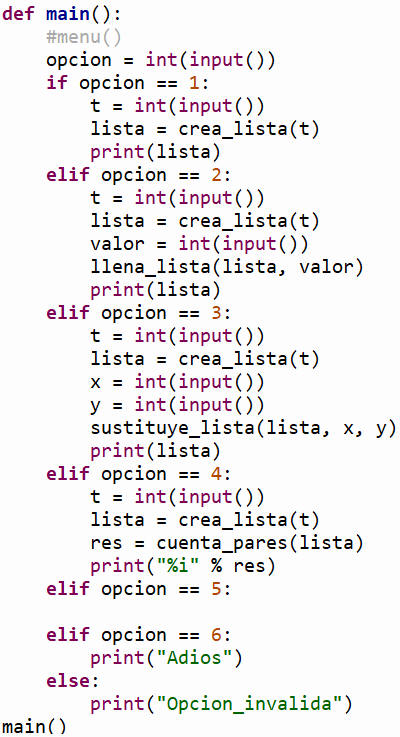 def main():
    #menu()
    opcion = int(input())
    if opcion == 1:
        t = int(input())
        lista = crea_lista(t)
        print(lista)
    elif opcion == 2:
        t = int(input())
        lista = crea_lista(t)
        valor = int(input())
        llena_lista(lista, valor)
        print(lista)
    elif opcion == 3:
        t = int(input())
        lista = crea_lista(t)
        x = int(input())
        y = int(input())
        sustituye_lista(lista, x, y)
        print(lista)
    elif opcion == 4:
        t = int(input())
        lista = crea_lista(t)
        res = cuenta_pares(lista)
        print("%i" % res)
    elif opcion == 5:

    elif opcion == 6:
        print("Adios")
    else:
        print("Opcion_invalida")
main()